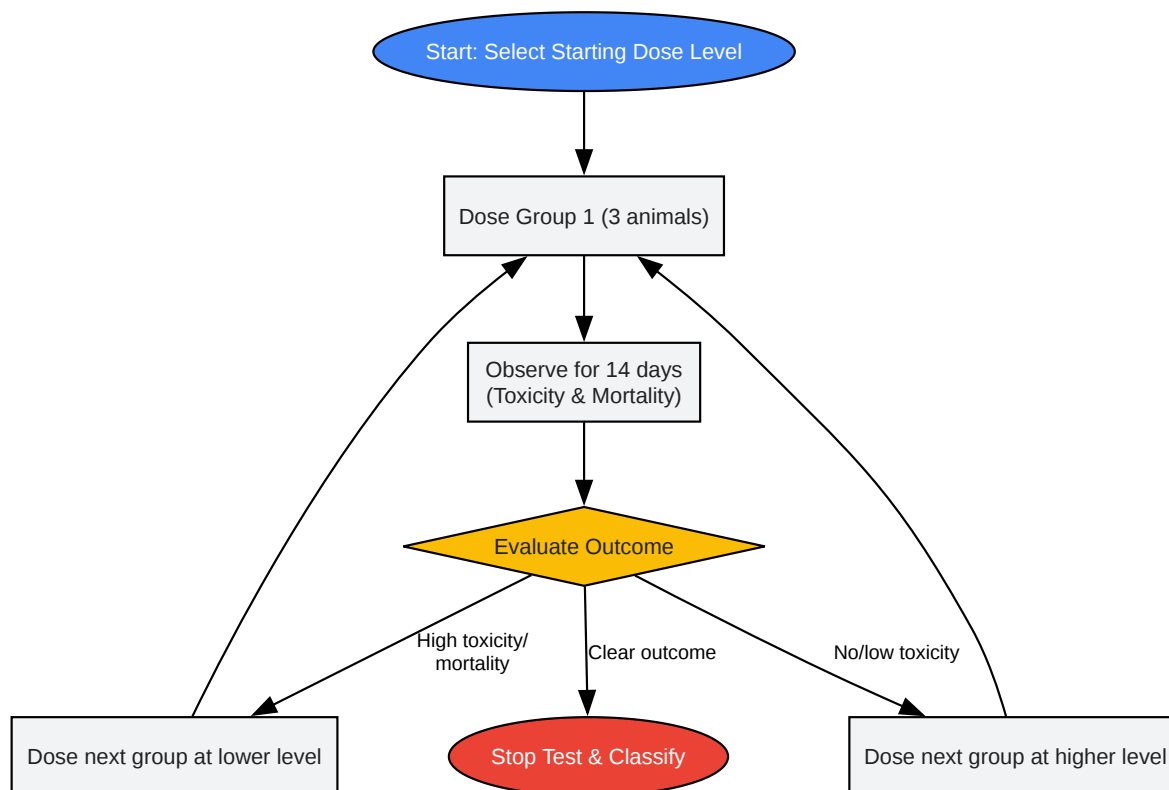 Start: Select Starting Dose Level
Dose Group 1 (3 animals)
Observe for 14 days
(Toxicity & Mortality)
Evaluate Outcome
High toxicity/
mortality
Clear outcome
No/low toxicity
Dose next group at lower level
Stop Test & Classify
Dose next group at higher level